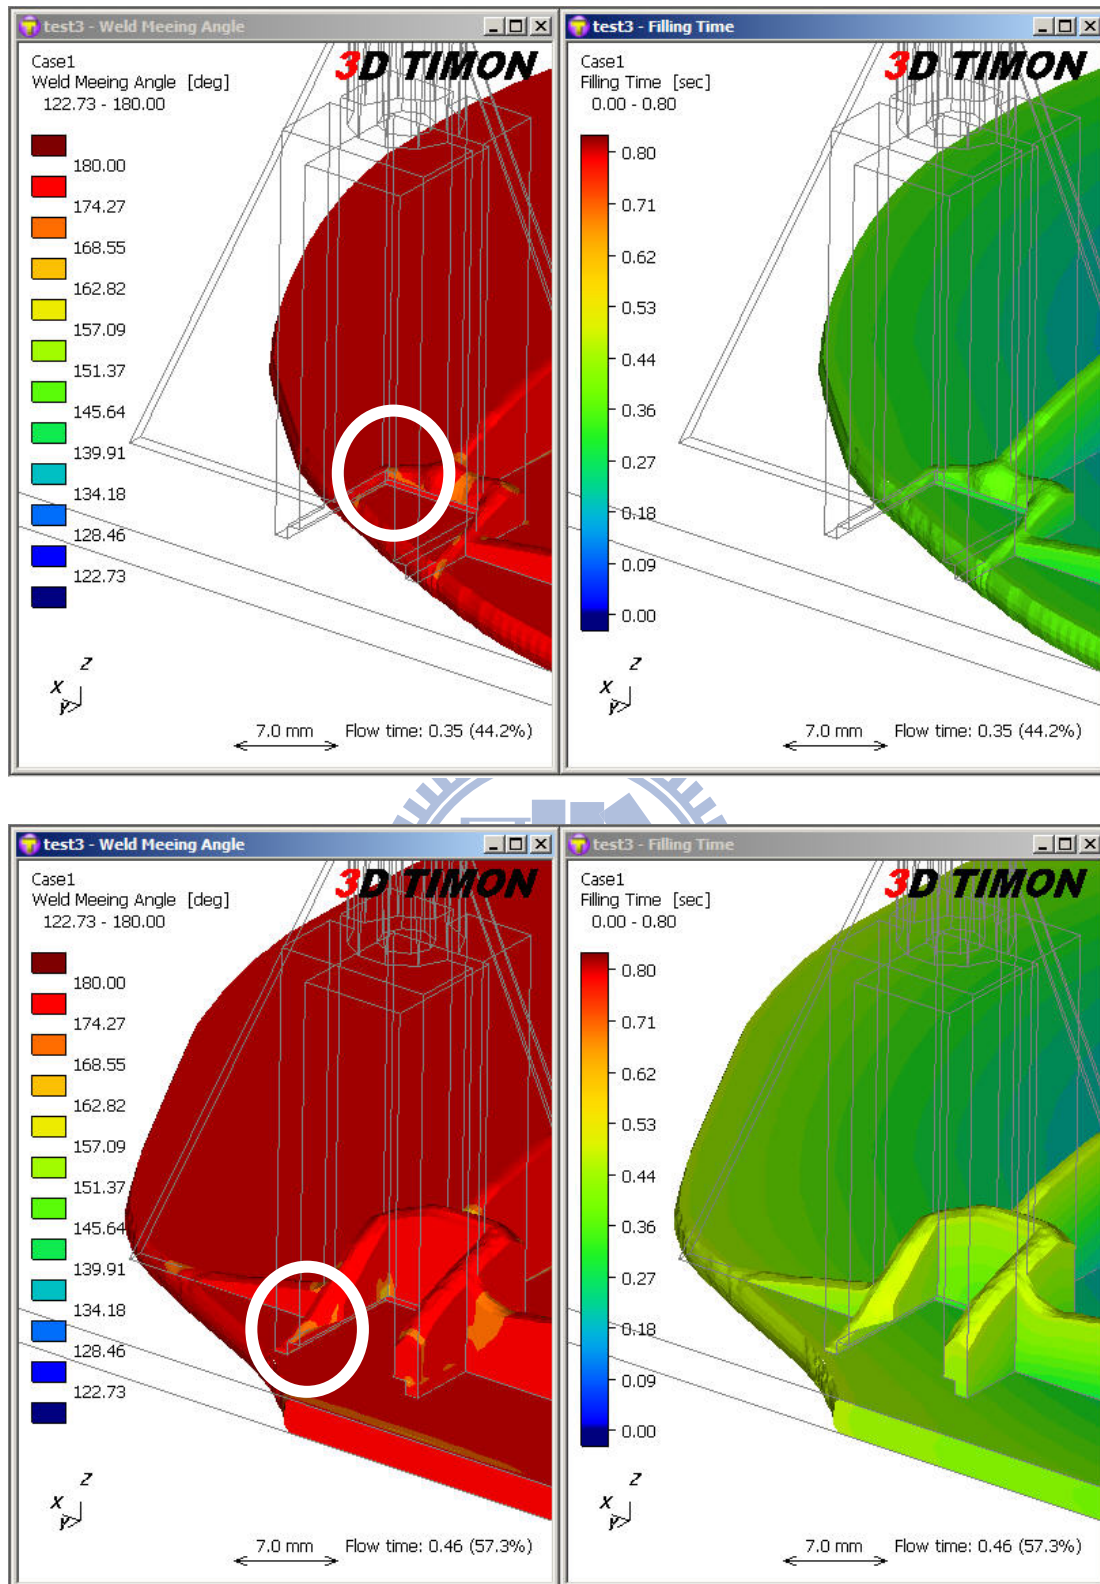 test3 - Weld Meeing Angle
Case1
Weld Meeing Angle [deg]
122.73 - 180.00
3D TIMON
180.00
174.27
168.55
162.82
157.09
151.37
145.64
139.91
134.18
128.46
122.73
Z
X
y
7.0 mm
Flow time: 0.35 (44.2%)
test3 - Filling Time
Case1
Filling Time [sec]
0.00 - 0.80
3D TIMON
0.80
0.71
0.62
0.53
0.44
0.36
0.27
0.18
0.09
0.00
Z
X
y
7.0 mm
Flow time: 0.35 (44.2%)
test3 - Weld Meeing Angle
Case1
Weld Meeing Angle [deg]
122.73 - 180.00
3D TIMON
180.00
174.27
168.55
162.82
157.09
151.37
145.64
139.91
134.18
128.46
122.73
Z
X
y
7.0 mm
Flow time: 0.46 (57.3%)
test3 - Filling Time
Case1
Filling Time [sec]
0.00 - 0.80
3D TIMON
0.80
0.71
0.62
0.53
0.44
0.36
0.27
0.18
0.09
0.00
Z
X
y
7.0 mm
Flow time: 0.46 (57.3%)